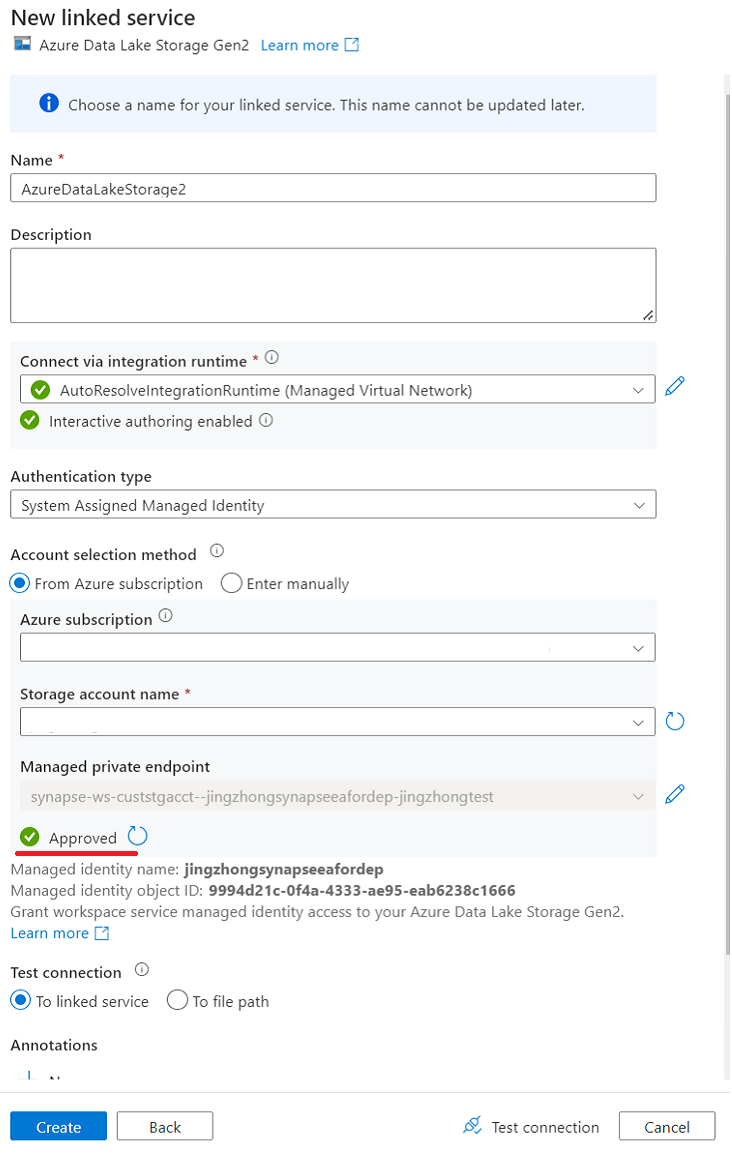 New linked service
Azure Data Lake Storage Gen2 Learn more
Choose a name for your linked service. This name cannot be updated later.
Name *
AzureDataLakeStorage2
Description
Connect via integration runtime *
AutoResolveIntegrationRuntime (Managed Virtual Network)
Interactive authoring enabled
Authentication type
System Assigned Managed Identity
Account selection method
From Azure subscription Enter manually
Azure subscription
Storage account name *
Managed private endpoint
synapse-ws-custstgacct--jingzhongsynapseeafordep-jingzhongtest
Approved
Managed identity name: jingzhongsynapseeafordep
Managed identity object ID: 9994d21c-0f4a-4333-ae95-eab6238c1666
Grant workspace service managed identity access to your Azure Data Lake Storage Gen2.
Learn more
Test connection
To linked service To file path
Annotations
Create Back Test connection Cancel